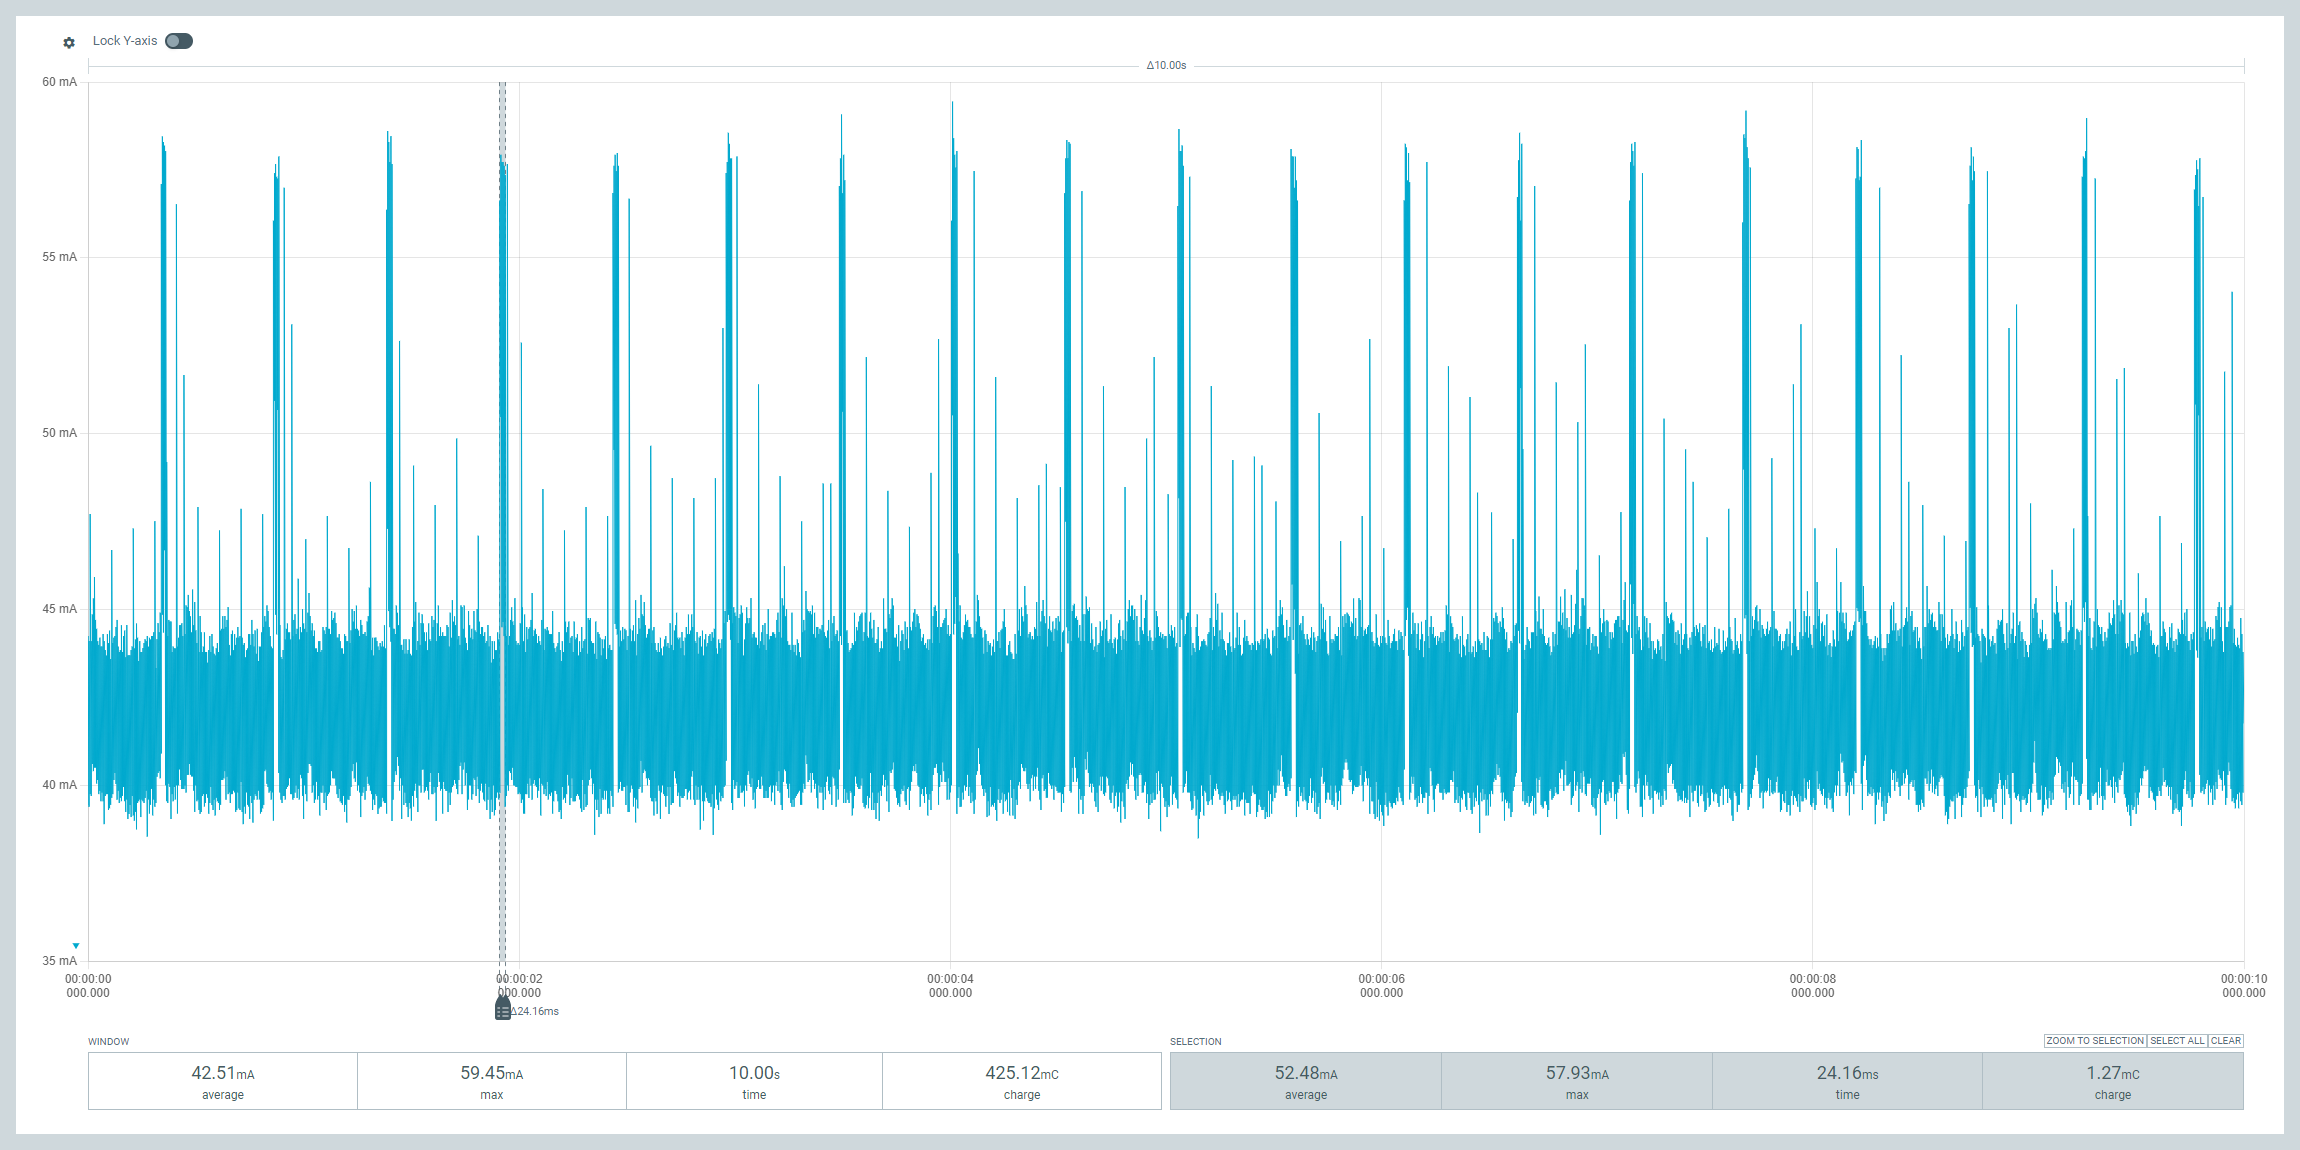 Lock Y-axis
Δ10.00s
60 mA
55 mA
50 mA
45 mA
40 mA
35 mA
00:00:00
000.000
00:00:02
000.000
00:00:04
000.000
00:00:06
000.000
00:00:08
000.000
00:00:10
000.000
Δ24.16ms
WINDOW
42.51mA
average
59.45mA
max
10.00s
time
425.12mC
charge
SELECTION
ZOOM TO SELECTION SELECT ALL CLEAR
52.48mA
average
57.93mA
max
24.16ms
time
1.27mC
charge